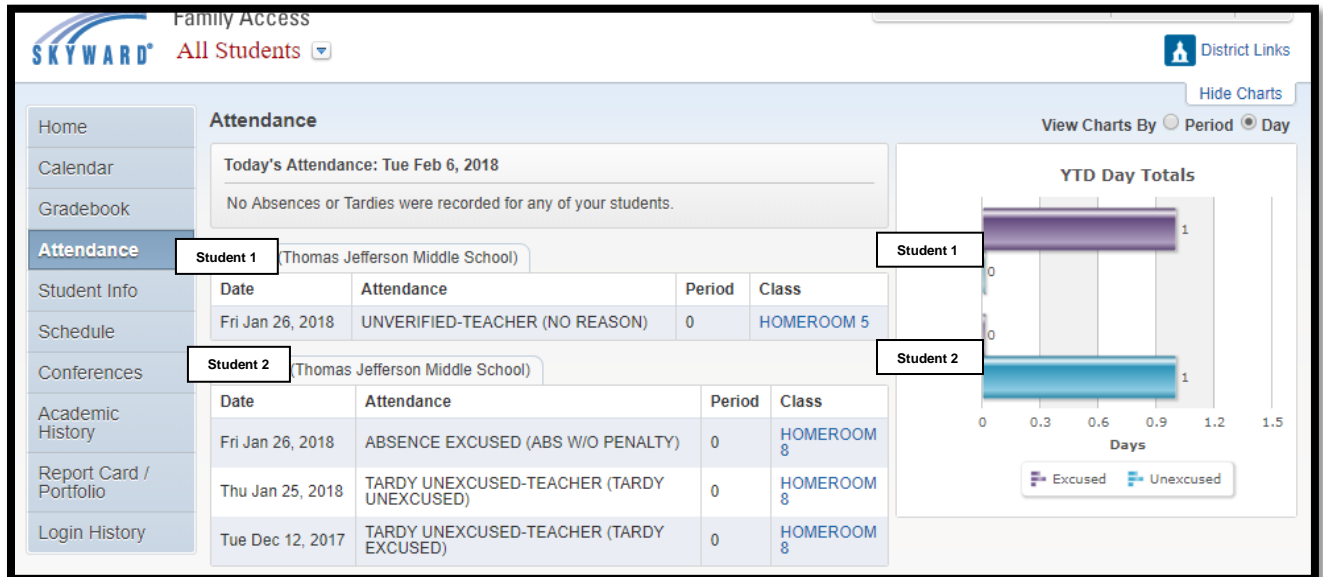 Family Access
SKYWARD®
All Students
District Links
Hide Charts
Home
Calendar
Gradebook
Attendance
Student Info
Schedule
Conferences
Academic
History
Report Card /
Portfolio
Login History
Attendance
View Charts By Period Day
Today's Attendance: Tue Feb 6, 2018
No Absences or Tardies were recorded for any of your students.
Student 1 (Thomas Jefferson Middle School)
Date Attendance Period Class
Fri Jan 26, 2018 UNVERIFIED-TEACHER (NO REASON) 0 HOMEROOM 5
Student 2 (Thomas Jefferson Middle School)
Date Attendance Period Class
Fri Jan 26, 2018 ABSENCE EXCUSED (ABS W/O PENALTY) 0 HOMEROOM
8
Thu Jan 25, 2018 TARDY UNEXCUSED-TEACHER (TARDY
UNEXCUSED) 0 HOMEROOM
8
Tue Dec 12, 2017 TARDY UNEXCUSED-TEACHER (TARDY
EXCUSED) 0 HOMEROOM
8
YTD Day Totals
Student 1
1
0
Student 2
0
1
0 0.3 0.6 0.9 1.2 1.5
Days
Excused Unexcused